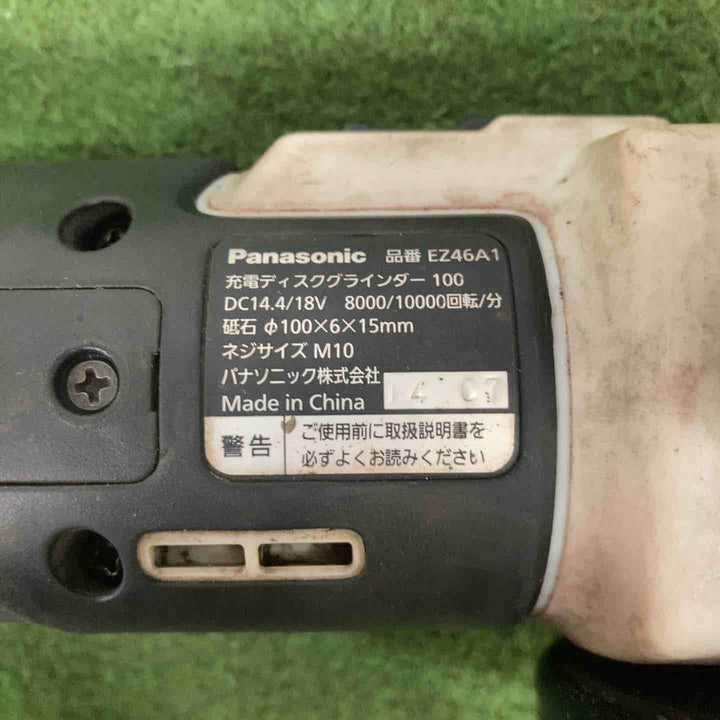 Panasonic 品番 EZ46A1
充電ディスクグラインダー 100
DC14.4/18V 8000/10000回転/分
砥石 φ100×6×15mm
ネジサイズ M10
パナソニック株式会社
Made in China 14 07
警告 ご使用前に取扱説明書を
必ずよくお読みください